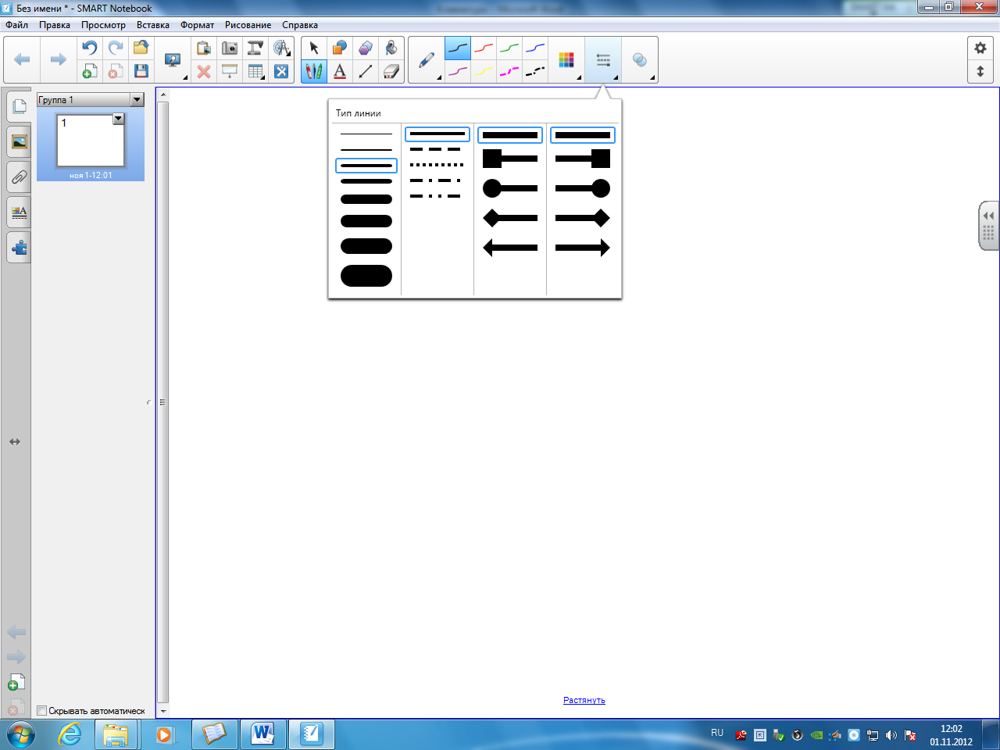 Без имени * - SMART Notebook
Файл Правка Просмотр Вставка Формат Рисование Справка
Группа 1
1
ноя 1-12:01
Тип линии
Растянуть
Скрывать автоматическ
RU
12:02
01.11.2012